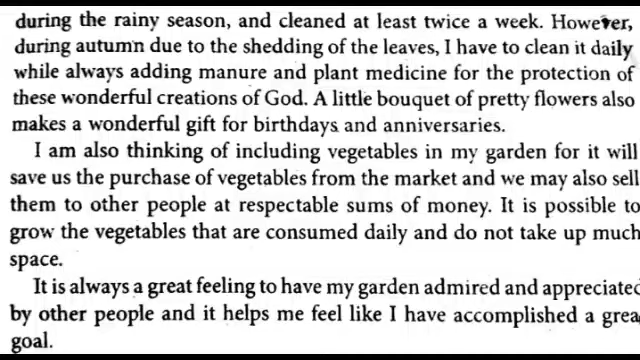 during the rainy season, and cleaned at least twice a week. However,
during autumn due to the shedding of the leaves, I have to clean it daily
while always adding manure and plant medicine for the protection of
these wonderful creations of God. A little bouquet of pretty flowers also
makes a wonderful gift for birthdays and anniversaries.
I am also thinking of including vegetables in my garden for it will
save us the purchase of vegetables from the market and we may also sell
them to other people at respectable sums of money. It is possible to
grow the vegetables that are consumed daily and do not take up much
space.
It is always a great feeling to have my garden admired and appreciated
by other people and it helps me feel like I have accomplished a grea
goal.